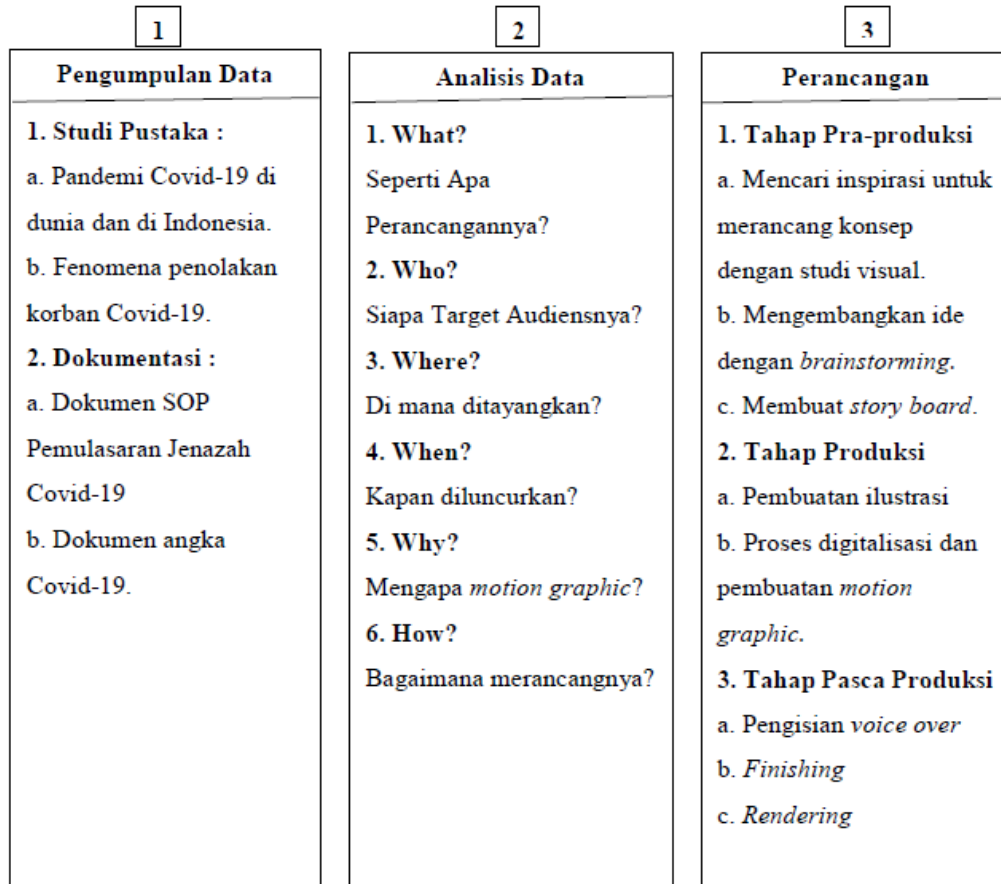 1
Pengumpulan Data
1. Studi Pustaka :
a. Pandemi Covid-19 di
dunia dan di Indonesia.
b. Fenomena penolakan
korban Covid-19.
2. Dokumentasi :
a. Dokumen SOP
Pemulasaran Jenazah
Covid-19
b. Dokumen angka
Covid-19.
2
Analisis Data
1. What?
Seperti Apa
Perancangannya?
2. Who?
Siapa Target Audiensnya?
3. Where?
Di mana ditayangkan?
4. When?
Kapan diluncurkan?
5. Why?
Mengapa motion graphic?
6. How?
Bagaimana merancangnya?
3
Perancangan
1. Tahap Pra-produksi
a. Mencari inspirasi untuk
merancang konsep
dengan studi visual.
b. Mengembangkan ide
dengan brainstorming.
c. Membuat story board.
2. Tahap Produksi
a. Pembuatan ilustrasi
b. Proses digitalisasi dan
pembuatan motion
graphic.
3. Tahap Pasca Produksi
a. Pengisian voice over
b. Finishing
c. Rendering